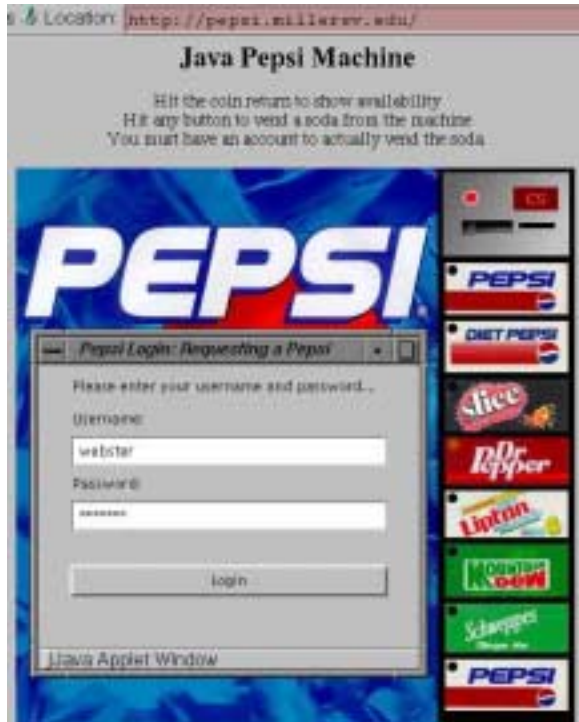 Location: http://pepsi.millersv.edu/
Java Pepsi Machine
Hit the coin return to show availability
Hit any button to vend a soda from the machine
You must have an account to actually vend the soda
PEPSI
CS
PEPSI
DIET PEPSI
Slice
Dr Pepper
Lipton
MOUNTAIN DEW
Schweppes
PEPSI
Pepsi Login: Requesting a Pepsi
Please enter your username and password...
Username:
webster
Password:
*******
login
Java Applet Window